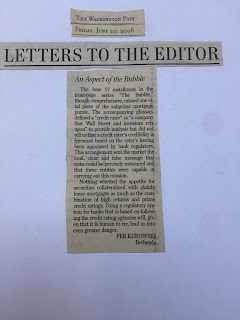 THE WASHINGTON POST
FRIDAY, JUNE 20, 2008
LETTERS TO THE EDITOR
An Aspect of the Bubble
The June 17 installment in the
front-page series "The Bubble,"
though comprehensive, missed one vi-
tal piece of the subprime mortgage
puzzle. The accompanying glossary
defined a "credit rater" as "a company
that Wall Street and investors rely
upon" to provide analysis but did not
tell us that a credit rater's credibility is
foremost based on the rater's having
been appointed by bank regulators.
This arrangement sent the market the
loud, clear and false message that
risks could be precisely measured and
that these entities were capable of
carrying out this mission.
Nothing whetted the appetite for
securities collateralized with plainly
lousy mortgages as much as the com-
bination of high returns and prime
credit ratings. Using a regulatory sys-
tem for banks that is based on follow-
ing the credit rating agencies will, giv-
en that it is human to err, lead us into
even greater danger.
PER KUROWSKI
Bethesda